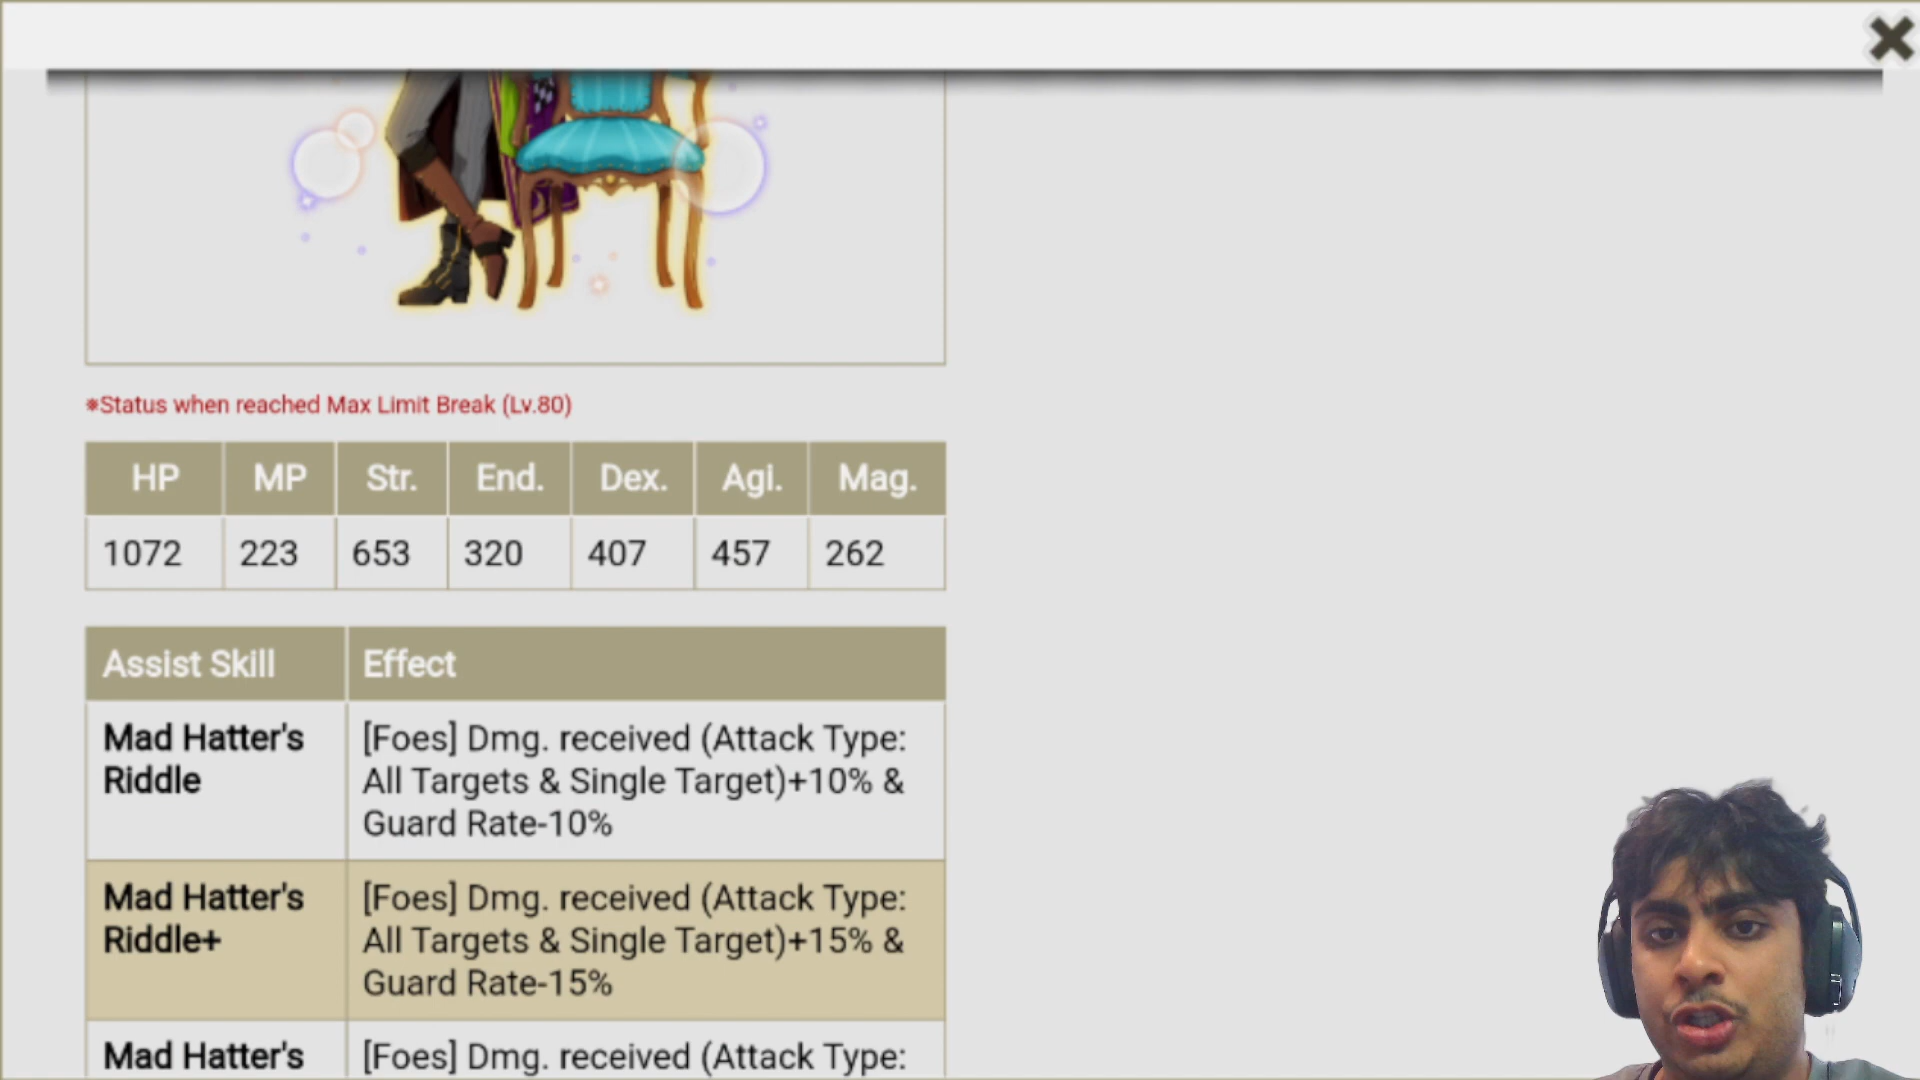 ※Status when reached Max Limit Break (Lv.80)
HP MP Str. End. Dex. Agi. Mag.
1072 223 653 320 407 457 262
Assist Skill Effect
Mad Hatter's Riddle
[Foes] Dmg. received (Attack Type:
All Targets & Single Target)+10% &
Guard Rate-10%
Mad Hatter's Riddle+
[Foes] Dmg. received (Attack Type:
All Targets & Single Target)+15% &
Guard Rate-15%
Mad Hatter's
[Foes] Dmg. received (Attack Type: